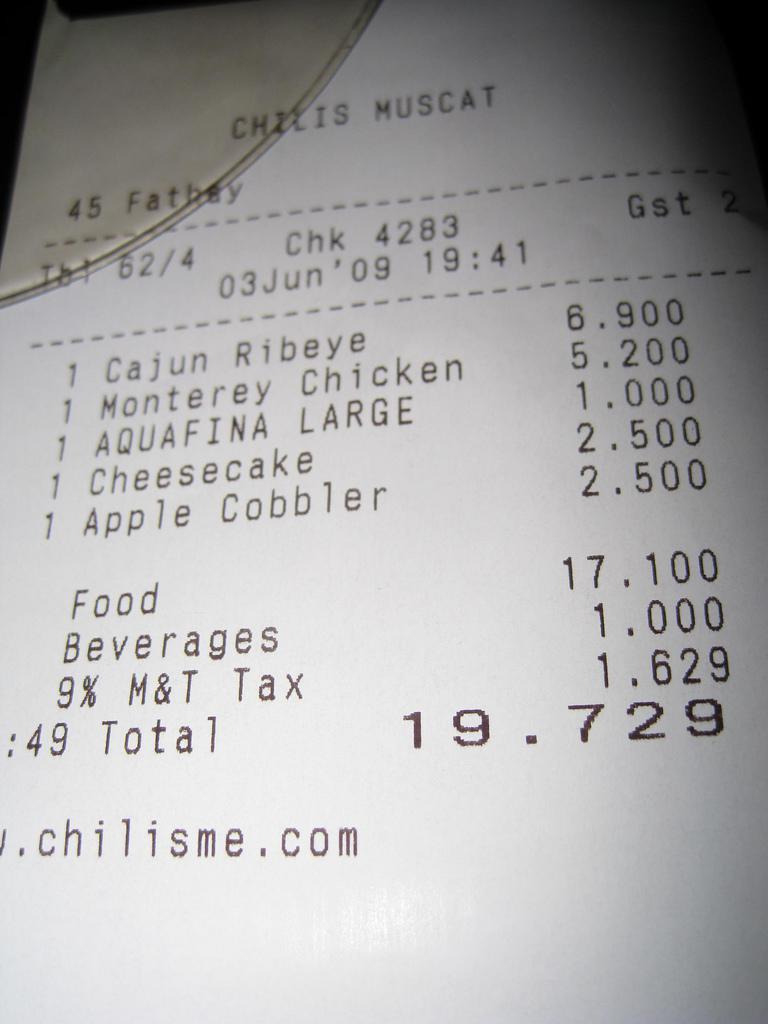 CHILIS MUSCAT
45 Fathey
Tbl 62/4 Chk 4283 Gst 2
03Jun'09 19:41
1 Cajun Ribeye 6.900
1 Monterey Chicken 5.200
1 AQUAFINA LARGE 1.000
1 Cheesecake 2.500
1 Apple Cobbler 2.500
Food 17.100
Beverages 1.000
9% M&T Tax 1.629
:49 Total 19.729
.chilisme.com